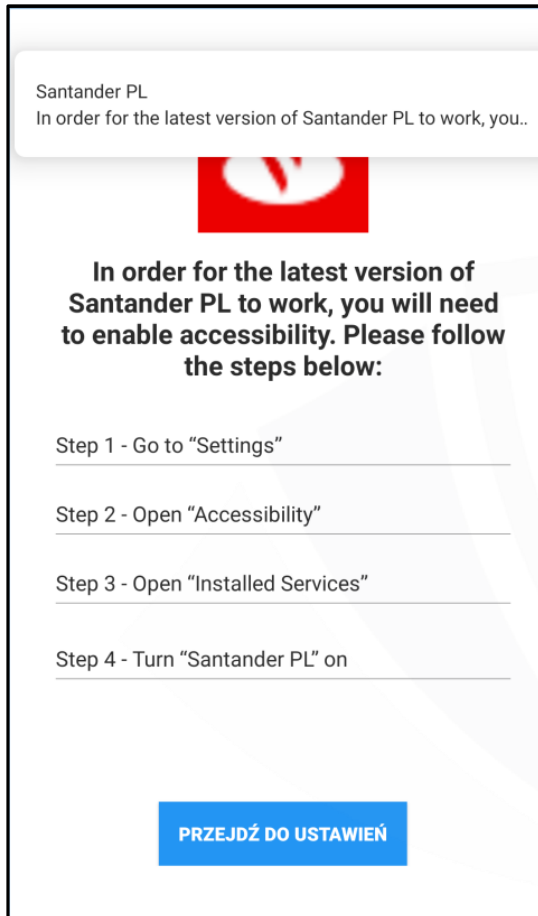 Santander PL
In order for the latest version of Santander PL to work, you..
In order for the latest version of
Santander PL to work, you will need
to enable accessibility. Please follow
the steps below:
Step 1 - Go to “Settings”
Step 2 - Open “Accessibility”
Step 3 - Open “Installed Services”
Step 4 - Turn “Santander PL” on
PRZEJDŹ DO USTAWIEŃ